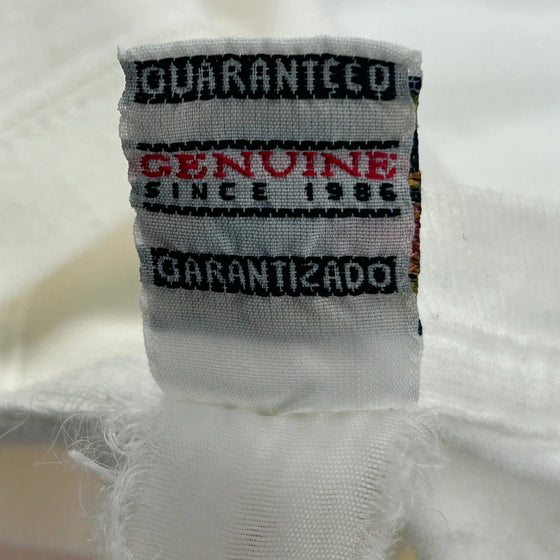 GUARANTEED
GENUINE
SINCE 1986
GARANTIZADO